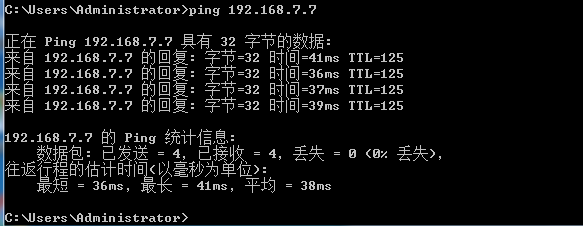 C:\Users\Administrator>ping 192.168.7.7
正在 Ping 192.168.7.7 具有 32 字节的数据:
来自 192.168.7.7 的回复: 字节=32 时间=41ms TTL=125
来自 192.168.7.7 的回复: 字节=32 时间=36ms TTL=125
来自 192.168.7.7 的回复: 字节=32 时间=37ms TTL=125
来自 192.168.7.7 的回复: 字节=32 时间=39ms TTL=125
192.168.7.7 的 Ping 统计信息:
数据包: 已发送 = 4, 已接收 = 4, 丢失 = 0 (0% 丢失),
往返行程的估计时间(以毫秒为单位):
最短 = 36ms, 最长 = 41ms, 平均 = 38ms
C:\Users\Administrator>